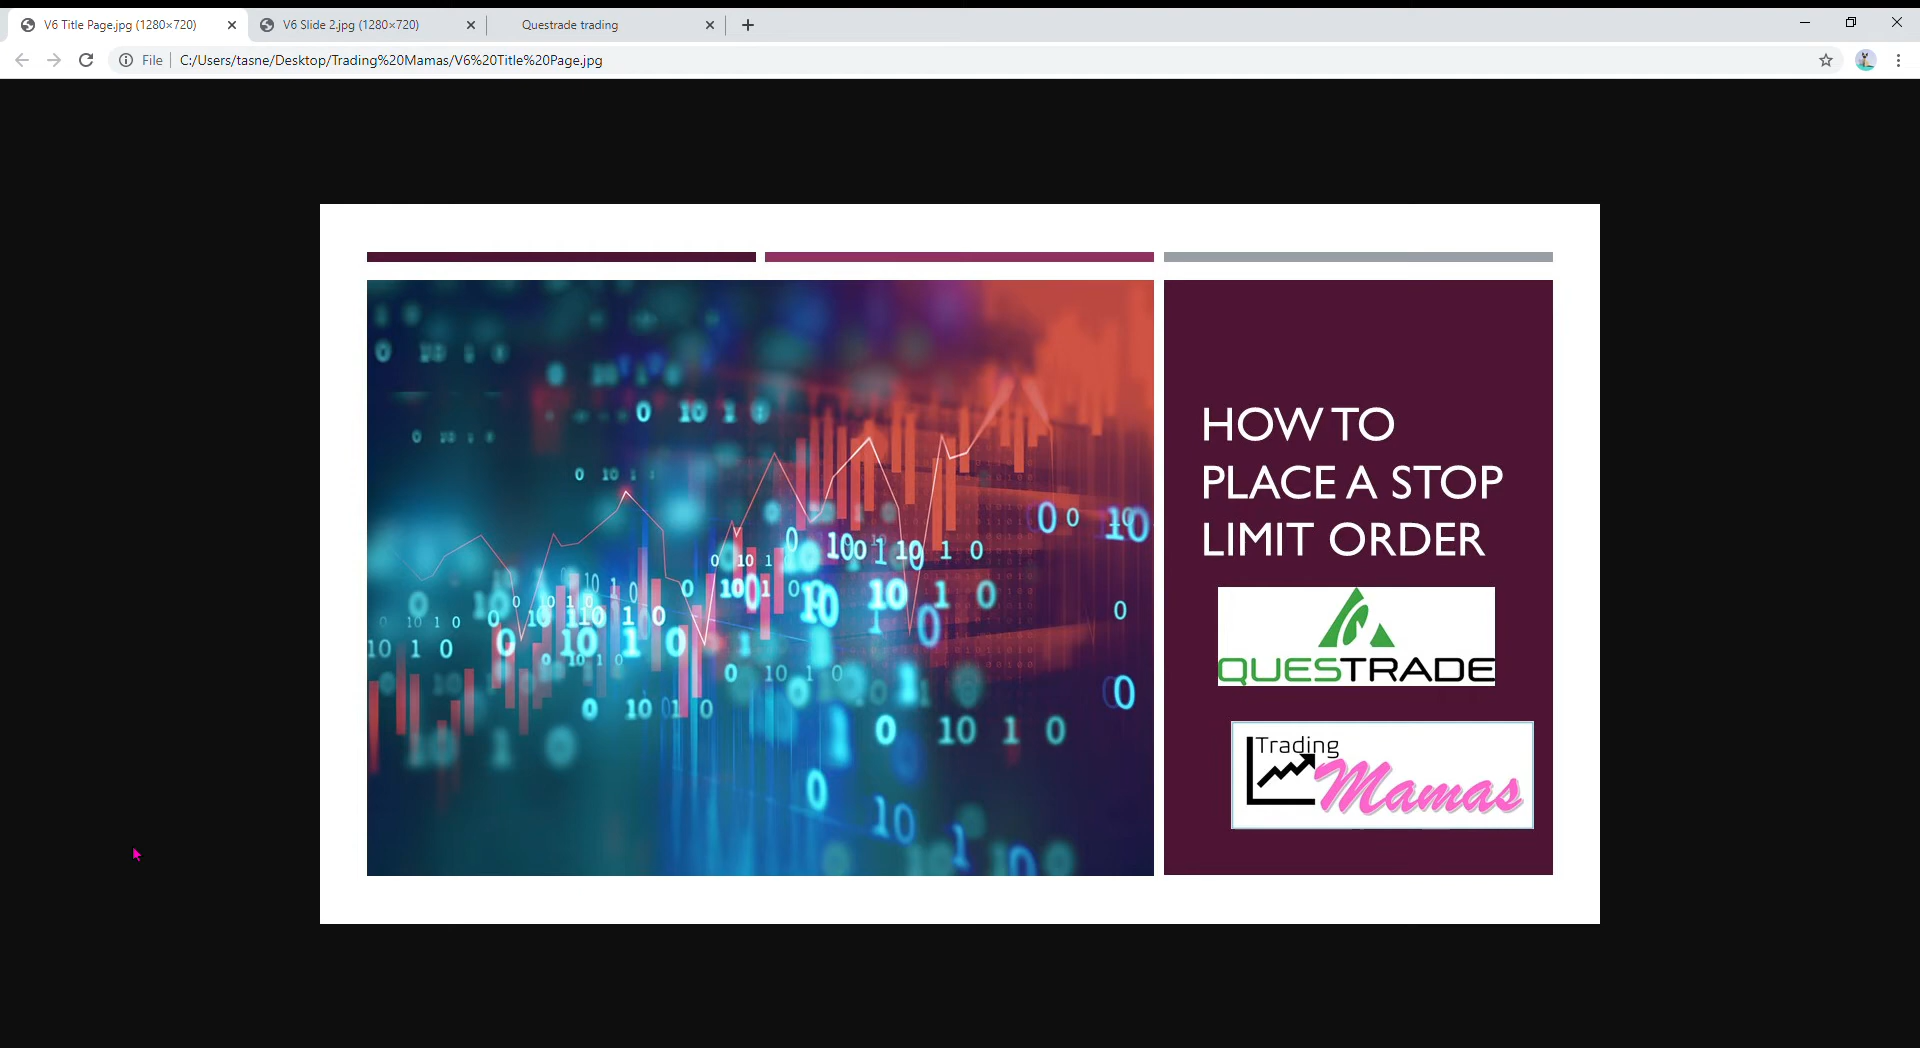 V6 Title Page.jpg (1280×720)
V6 Slide 2.jpg (1280×720)
Questrade trading
File
C:/Users/tasne/Desktop/Trading%20Mamas/V6%20Title%20Page.jpg
HOW TO
PLACE A STOP
LIMIT ORDER
QUESTRADE
Trading
Mamas